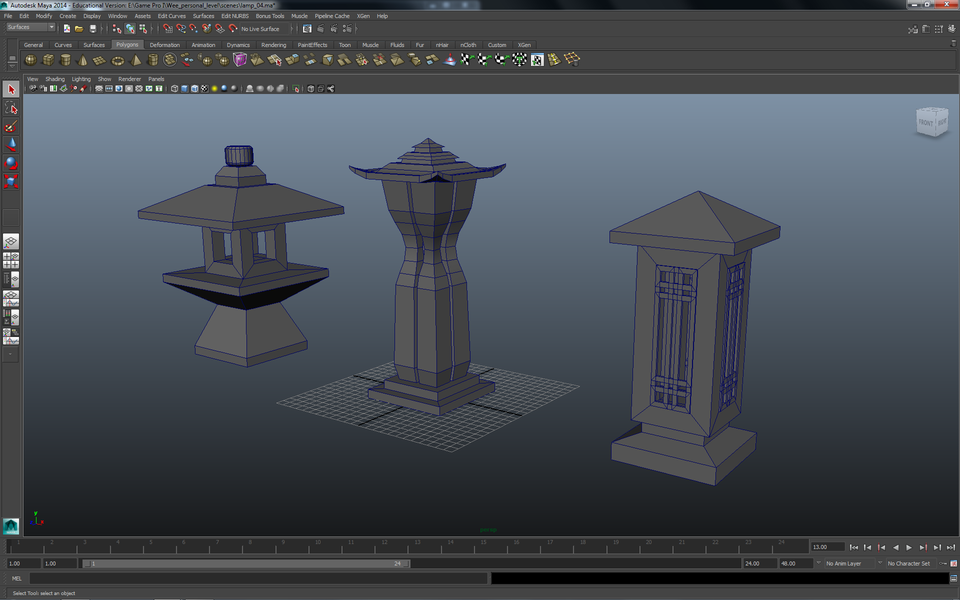 Autodesk Maya 2014 - Educational Version: E:\Game Pro T\Wee_personal_level\scenes\lamp_04.ma*
Edit Modify Create Display Window Assets Edit Curves Surfaces Edit NURBS Bonus Tools Muscle Pipeline Cache XGen Help
Surfaces No Live Surface
General Curves Surfaces Polygons Deformation Animation Dynamics Rendering PaintEffects Toon Muscle Fluids Fur nHair nCloth Custom XGen
View Shading Lighting Show Renderer Panels
FRONT
y
persp
1 2 3 4 5 6 7 8 9 10 11 12 13 14 15 16 17 18 19 20 21 22 23 24 13.00
1.00 1.00 1 24 24.00 48.00 No Anim Layer No Character Set
MEL
Select Tool: select an object